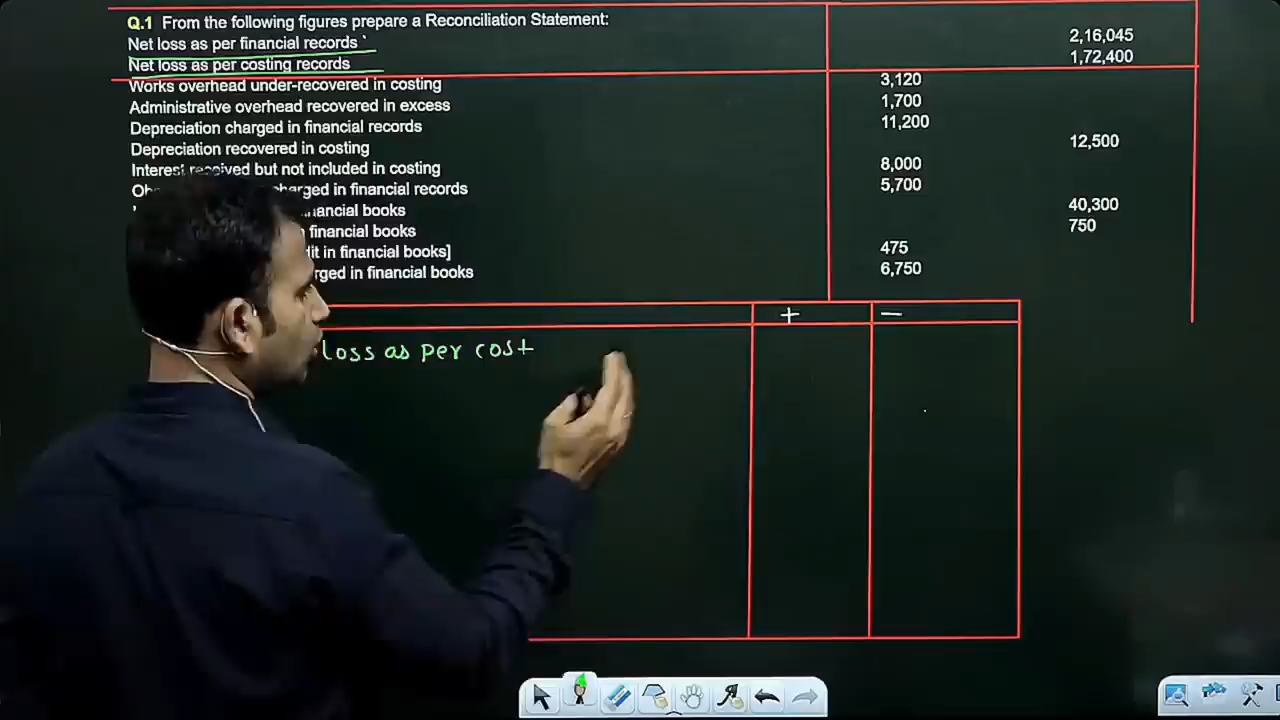 Q.1 From the following figures prepare a Reconciliation Statement:
Net loss as per financial records 2,16,045
Net loss as per costing records 1,72,400
Works overhead under-recovered in costing 3,120
Administrative overhead recovered in excess 1,700
Depreciation charged in financial records 11,200
Depreciation recovered in costing 12,500
Interest received but not included in costing 8,000
harged in financial records 5,700
nancial books 40,300
financial books 750
dit in financial books] 475
rged in financial books 6,750
+ −
loss as per cost